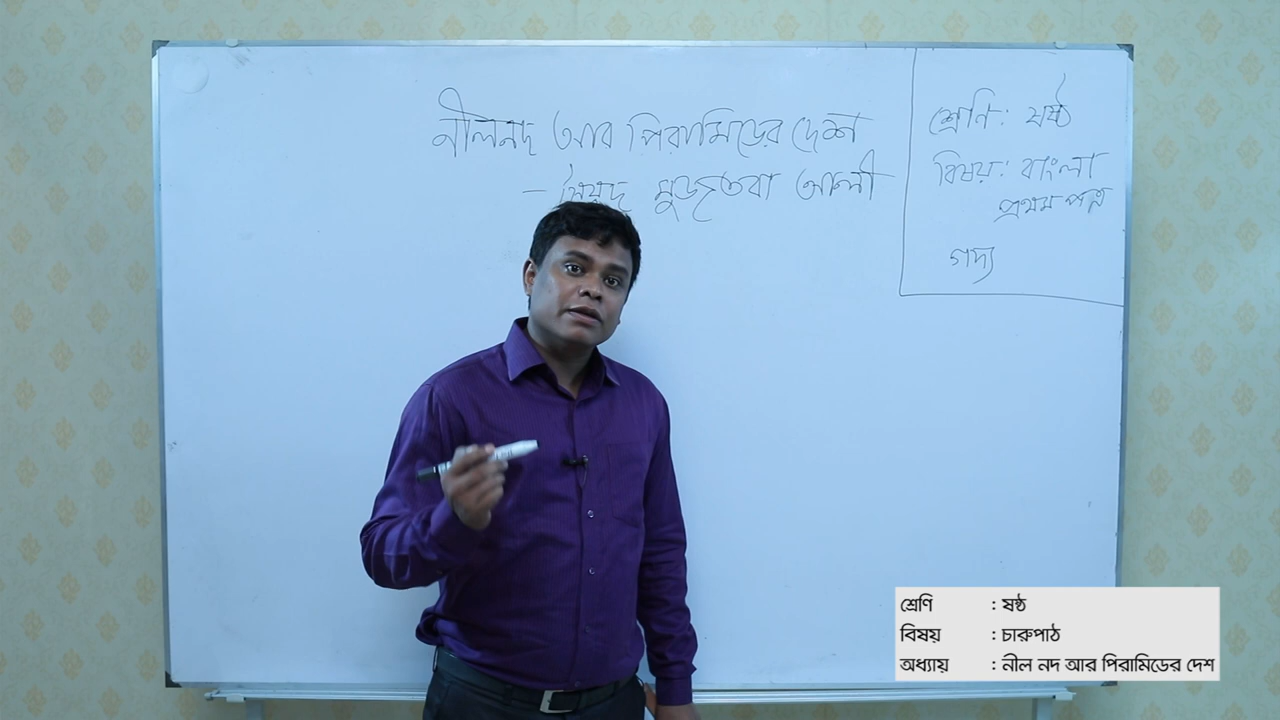 নীলনদ আর পিরামিডের দেশ
– সৈয়দ মুজতবা আলী
শ্রেণি: ষষ্ঠ
বিষয়: বাংলা
প্রথম পত্র
গদ্য
শ্রেণি : ষষ্ঠ
বিষয় : চারুপাঠ
অধ্যায় : নীল নদ আর পিরামিডের দেশ